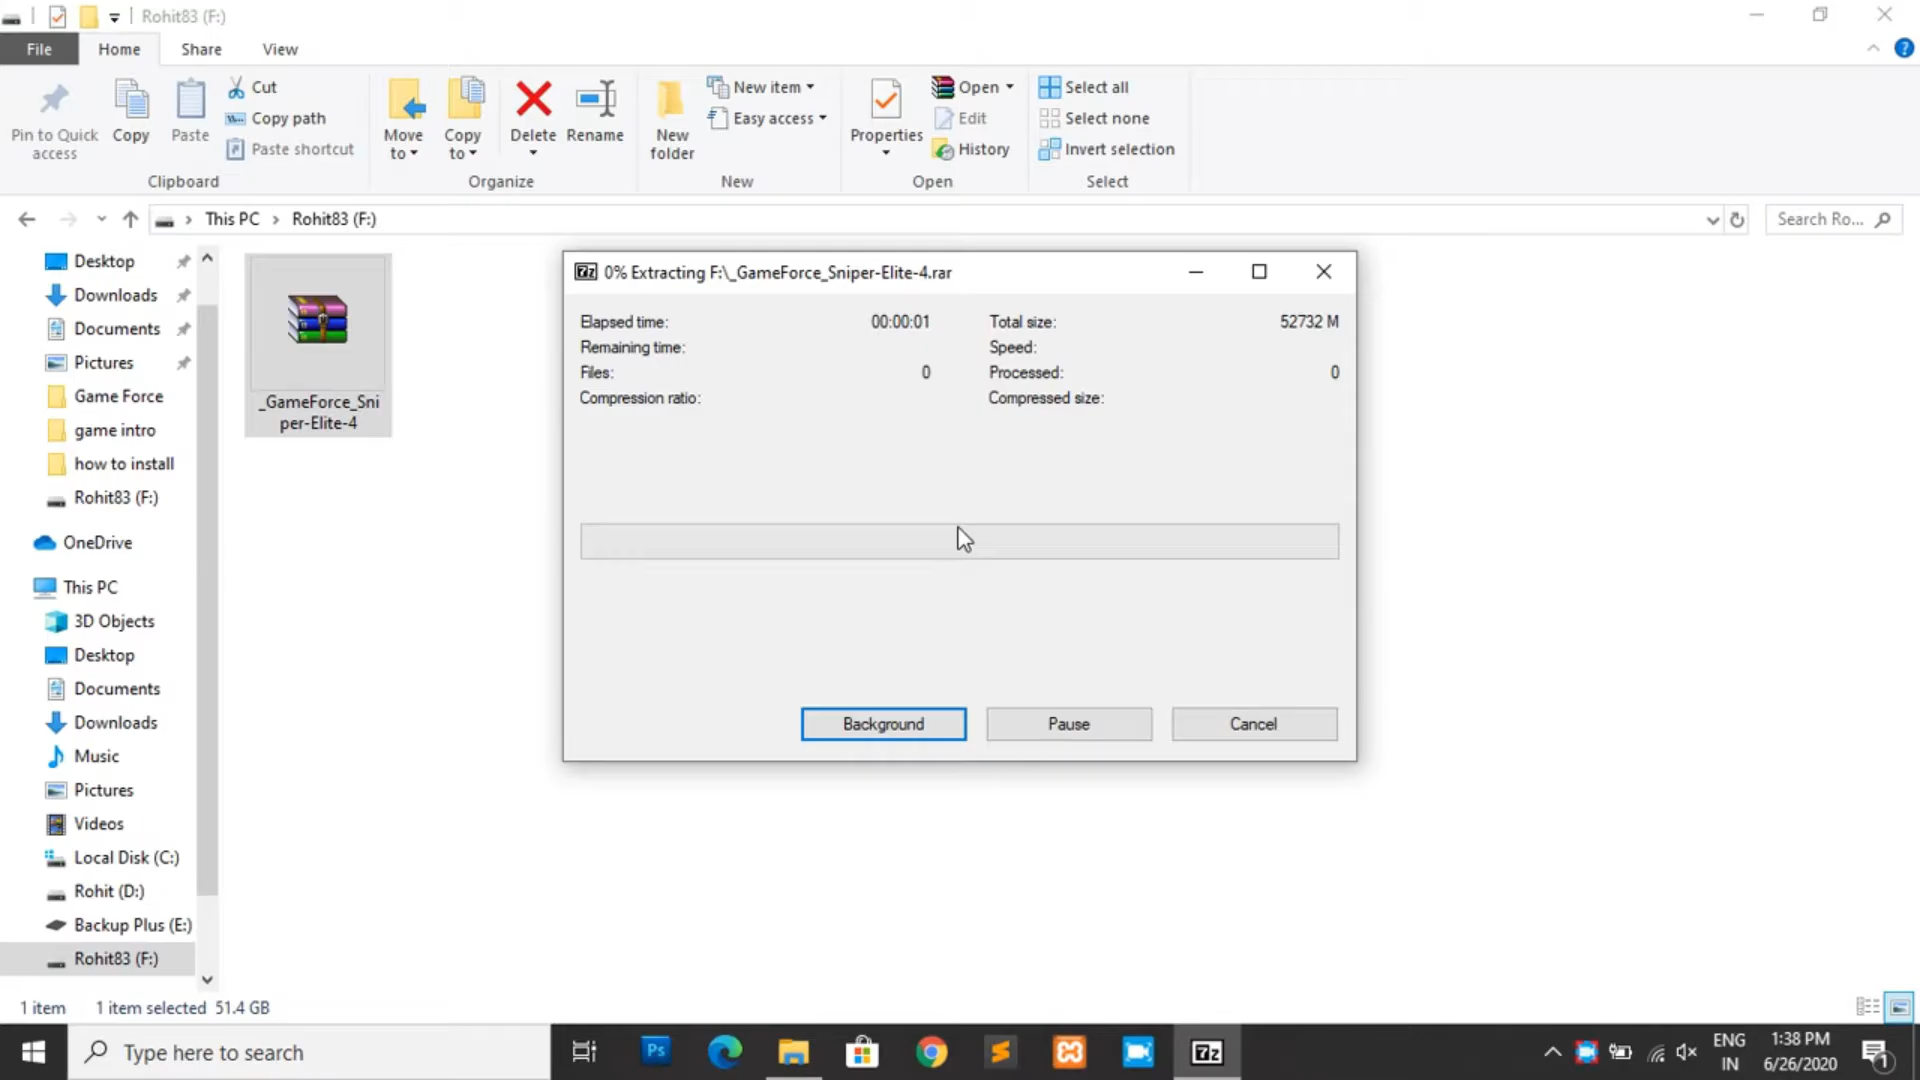 Rohit83 (F:)
File Home Share View
Pin to Quick access
Copy
Paste
Cut
Copy path
Paste shortcut
Move to
Copy to
Delete
Rename
New folder
New item
Easy access
Properties
Open
Edit
History
Select all
Select none
Invert selection
Clipboard Organize New Open Select
This PC Rohit83 (F:)
Search Ro...
Desktop
Downloads
Documents
Pictures
Game Force
game intro
how to install
Rohit83 (F:)
OneDrive
This PC
3D Objects
Desktop
Documents
Downloads
Music
Pictures
Videos
Local Disk (C:)
Rohit (D:)
Backup Plus (E:)
Rohit83 (F:)
_GameForce_Sni
per-Elite-4
7z 0% Extracting F:\_GameForce_Sniper-Elite-4.rar
Elapsed time: 00:00:01 Total size: 52732 M
Remaining time: Speed:
Files: 0 Processed: 0
Compression ratio: Compressed size:
Background Pause Cancel
1 item 1 item selected 51.4 GB
Type here to search
Ps
7z
ENG
IN
1:38 PM
6/26/2020
1